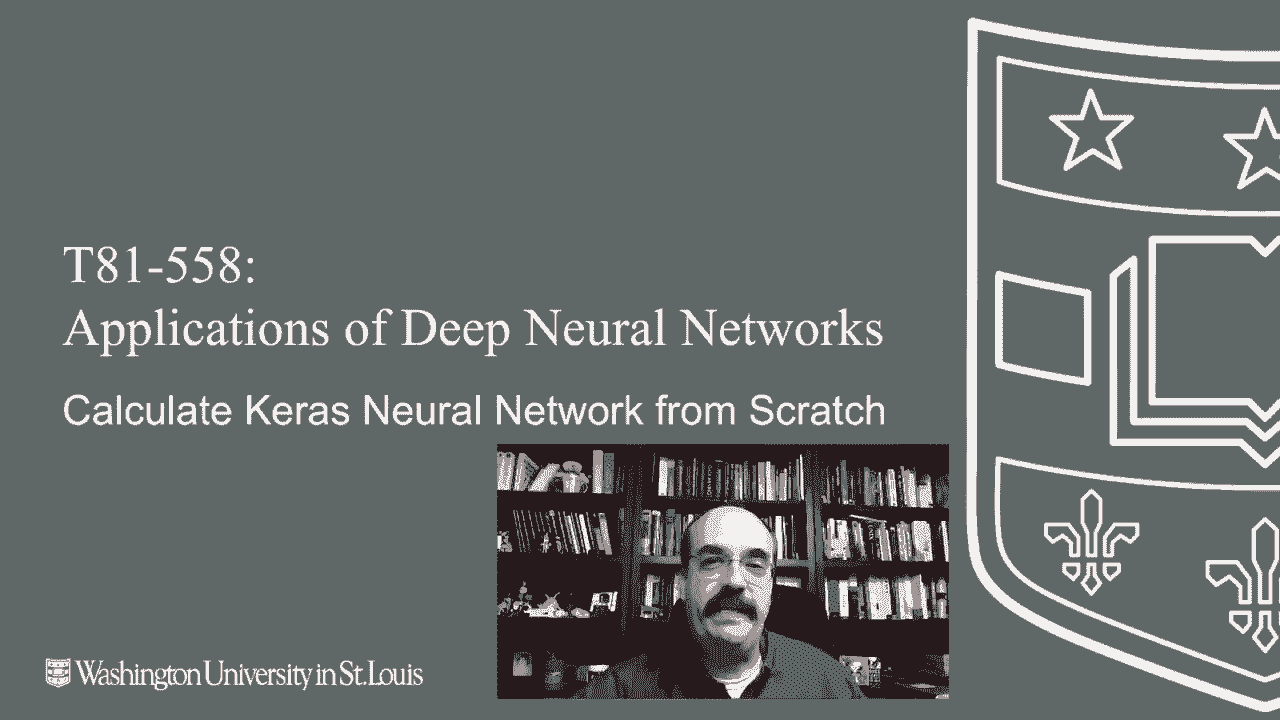 T81-558:
Applications of Deep Neural Networks
Calculate Keras Neural Network from Scratch
Washington University in St. Louis